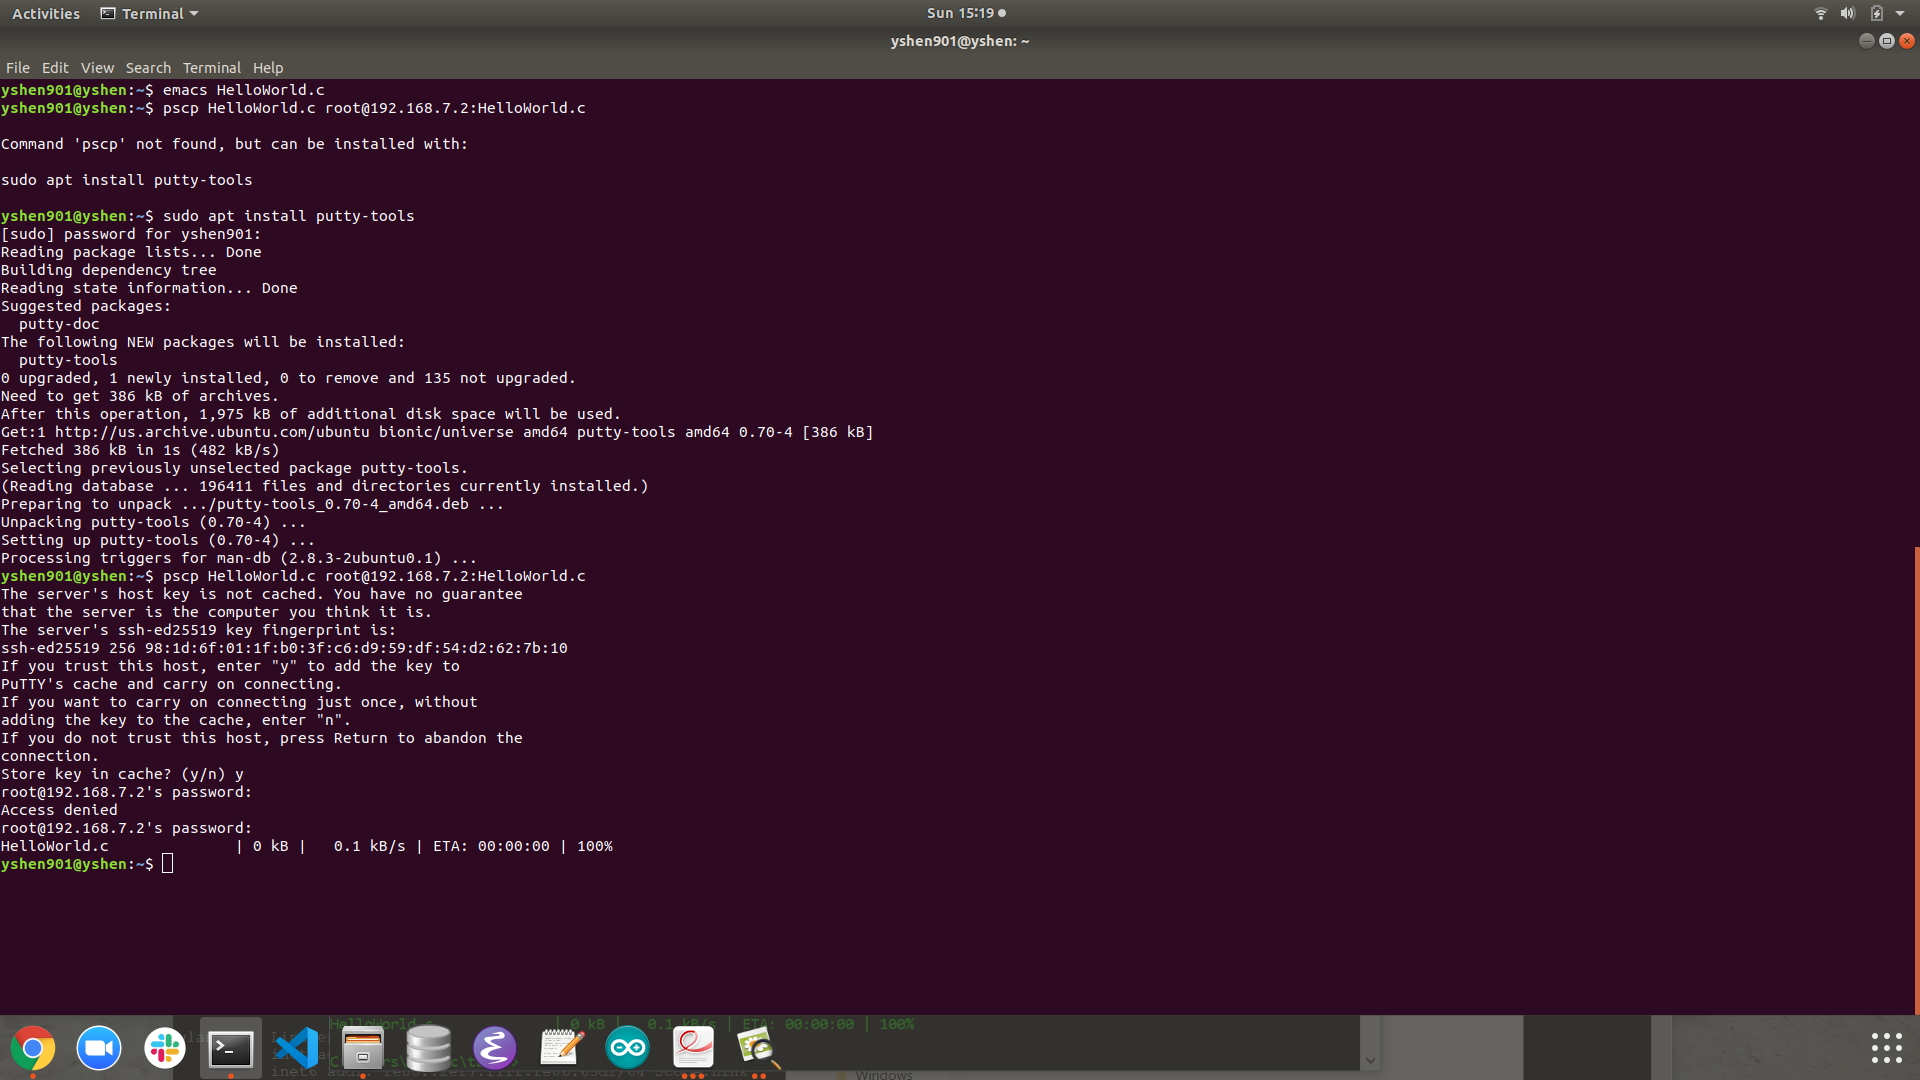 Activities Terminal Sun 15:19
yshen901@yshen: ~
File Edit View Search Terminal Help
yshen901@yshen:~$ emacs HelloWorld.c
yshen901@yshen:~$ pscp HelloWorld.c root@192.168.7.2:HelloWorld.c
Command 'pscp' not found, but can be installed with:
sudo apt install putty-tools
yshen901@yshen:~$ sudo apt install putty-tools
[sudo] password for yshen901:
Reading package lists... Done
Building dependency tree
Reading state information... Done
Suggested packages:
putty-doc
The following NEW packages will be installed:
putty-tools
0 upgraded, 1 newly installed, 0 to remove and 135 not upgraded.
Need to get 386 kB of archives.
After this operation, 1,975 kB of additional disk space will be used.
Get:1 http://us.archive.ubuntu.com/ubuntu bionic/universe amd64 putty-tools amd64 0.70-4 [386 kB]
Fetched 386 kB in 1s (482 kB/s)
Selecting previously unselected package putty-tools.
(Reading database ... 196411 files and directories currently installed.)
Preparing to unpack .../putty-tools_0.70-4_amd64.deb ...
Unpacking putty-tools (0.70-4) ...
Setting up putty-tools (0.70-4) ...
Processing triggers for man-db (2.8.3-2ubuntu0.1) ...
yshen901@yshen:~$ pscp HelloWorld.c root@192.168.7.2:HelloWorld.c
The server's host key is not cached. You have no guarantee
that the server is the computer you think it is.
The server's ssh-ed25519 key fingerprint is:
ssh-ed25519 256 98:1d:6f:01:1f:b0:3f:c6:d9:59:df:54:d2:62:7b:10
If you trust this host, enter "y" to add the key to
PuTTY's cache and carry on connecting.
If you want to carry on connecting just once, without
adding the key to the cache, enter "n".
If you do not trust this host, press Return to abandon the
connection.
Store key in cache? (y/n) y
root@192.168.7.2's password:
Access denied
root@192.168.7.2's password:
HelloWorld.c | 0 kB | 0.1 kB/s | ETA: 00:00:00 | 100%
yshen901@yshen:~$
HelloWorld.c | 0 kB | 0.1 kB/s | ETA: 00:00:00 | 100%
Windows